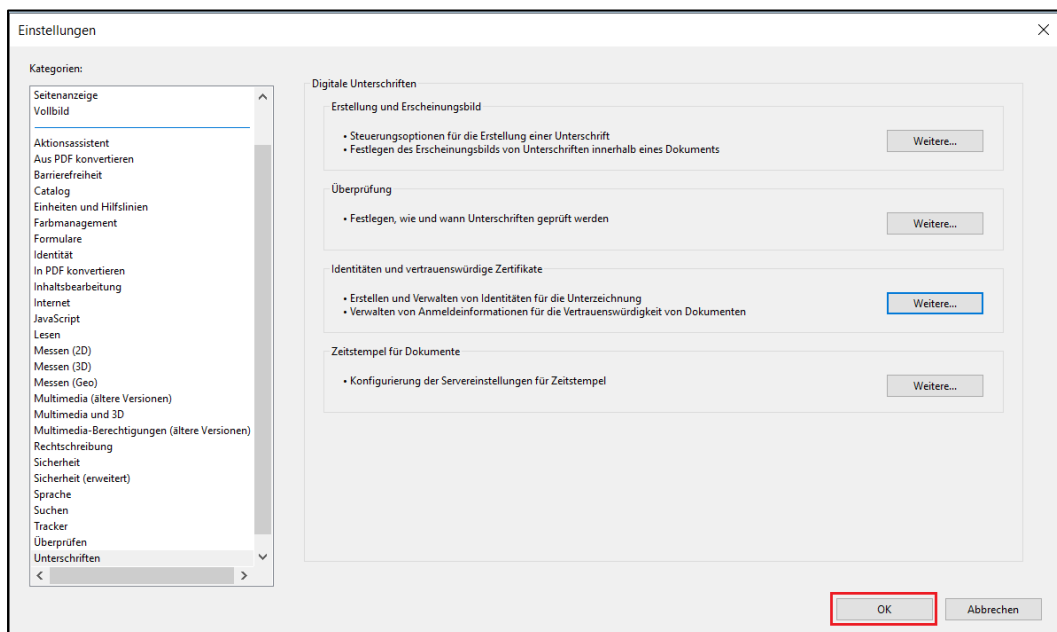 Einstellungen
Kategorien:
Seitenanzeige
Vollbild
Aktionsassistent
Aus PDF konvertieren
Barrierefreiheit
Catalog
Einheiten und Hilfslinien
Farbmanagement
Formulare
Identität
In PDF konvertieren
Inhaltsbearbeitung
Internet
JavaScript
Lesen
Messen (2D)
Messen (3D)
Messen (Geo)
Multimedia (ältere Versionen)
Multimedia und 3D
Multimedia-Berechtigungen (ältere Versionen)
Rechtschreibung
Sicherheit
Sicherheit (erweitert)
Sprache
Suchen
Tracker
Überprüfen
Unterschriften
Digitale Unterschriften
Erstellung und Erscheinungsbild
• Steuerungsoptionen für die Erstellung einer Unterschrift
• Festlegen des Erscheinungsbilds von Unterschriften innerhalb eines Dokuments
Weitere...
Überprüfung
• Festlegen, wie und wann Unterschriften geprüft werden
Weitere...
Identitäten und vertrauenswürdige Zertifikate
• Erstellen und Verwalten von Identitäten für die Unterzeichnung
• Verwalten von Anmeldeinformationen für die Vertrauenswürdigkeit von Dokumenten
Weitere...
Zeitstempel für Dokumente
• Konfigurierung der Servereinstellungen für Zeitstempel
Weitere...
OK
Abbrechen